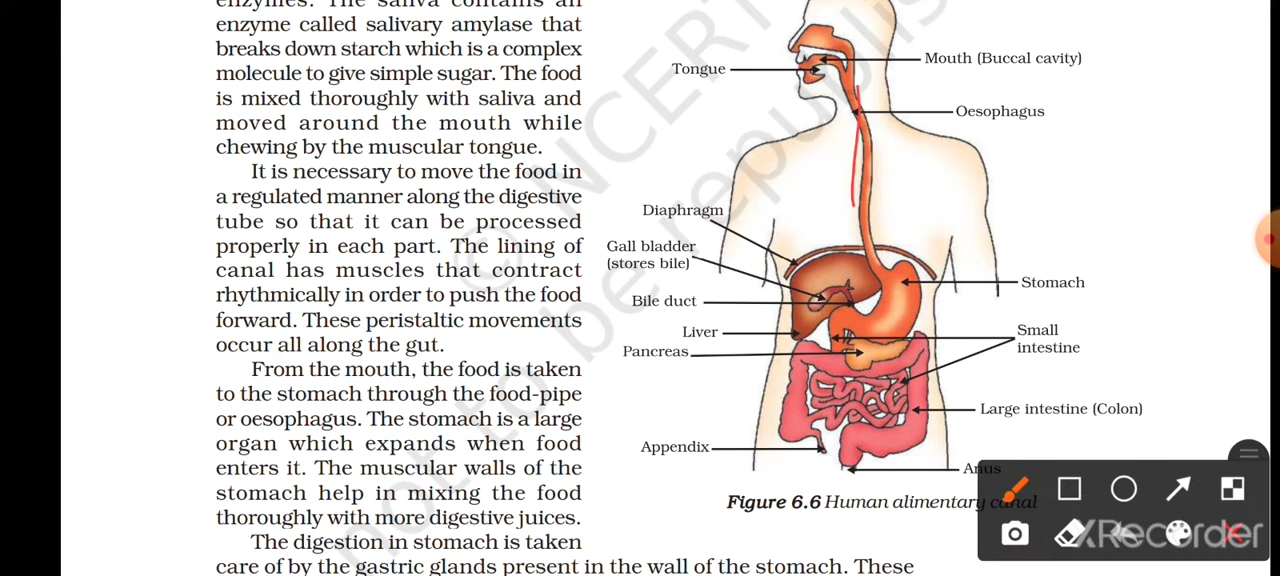 enzymes. The saliva contains an
enzyme called salivary amylase that
breaks down starch which is a complex
molecule to give simple sugar. The food
is mixed thoroughly with saliva and
moved around the mouth while
chewing by the muscular tongue.
It is necessary to move the food in
a regulated manner along the digestive
tube so that it can be processed
properly in each part. The lining of
canal has muscles that contract
rhythmically in order to push the food
forward. These peristaltic movements
occur all along the gut.
From the mouth, the food is taken
to the stomach through the food-pipe
or oesophagus. The stomach is a large
organ which expands when food
enters it. The muscular walls of the
stomach help in mixing the food
thoroughly with more digestive juices.
The digestion in stomach is taken
care of by the gastric glands present in the wall of the stomach. These
Tongue
Mouth (Buccal cavity)
Oesophagus
Diaphragm
Gall bladder
(stores bile)
Bile duct
Liver
Pancreas
Stomach
Small
intestine
Large intestine (Colon)
Appendix
Anus
Figure 6.6 Human alimentary canal
© NCERT
not to be republis
XRecorder